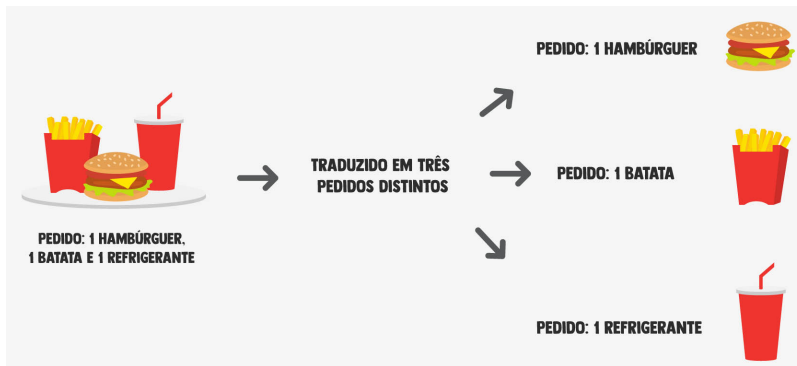 PEDIDO: 1 HAMBÚRGUER,
1 BATATA E 1 REFRIGERANTE
TRADUZIDO EM TRÊS
PEDIDOS DISTINTOS
PEDIDO: 1 HAMBÚRGUER
PEDIDO: 1 BATATA
PEDIDO: 1 REFRIGERANTE